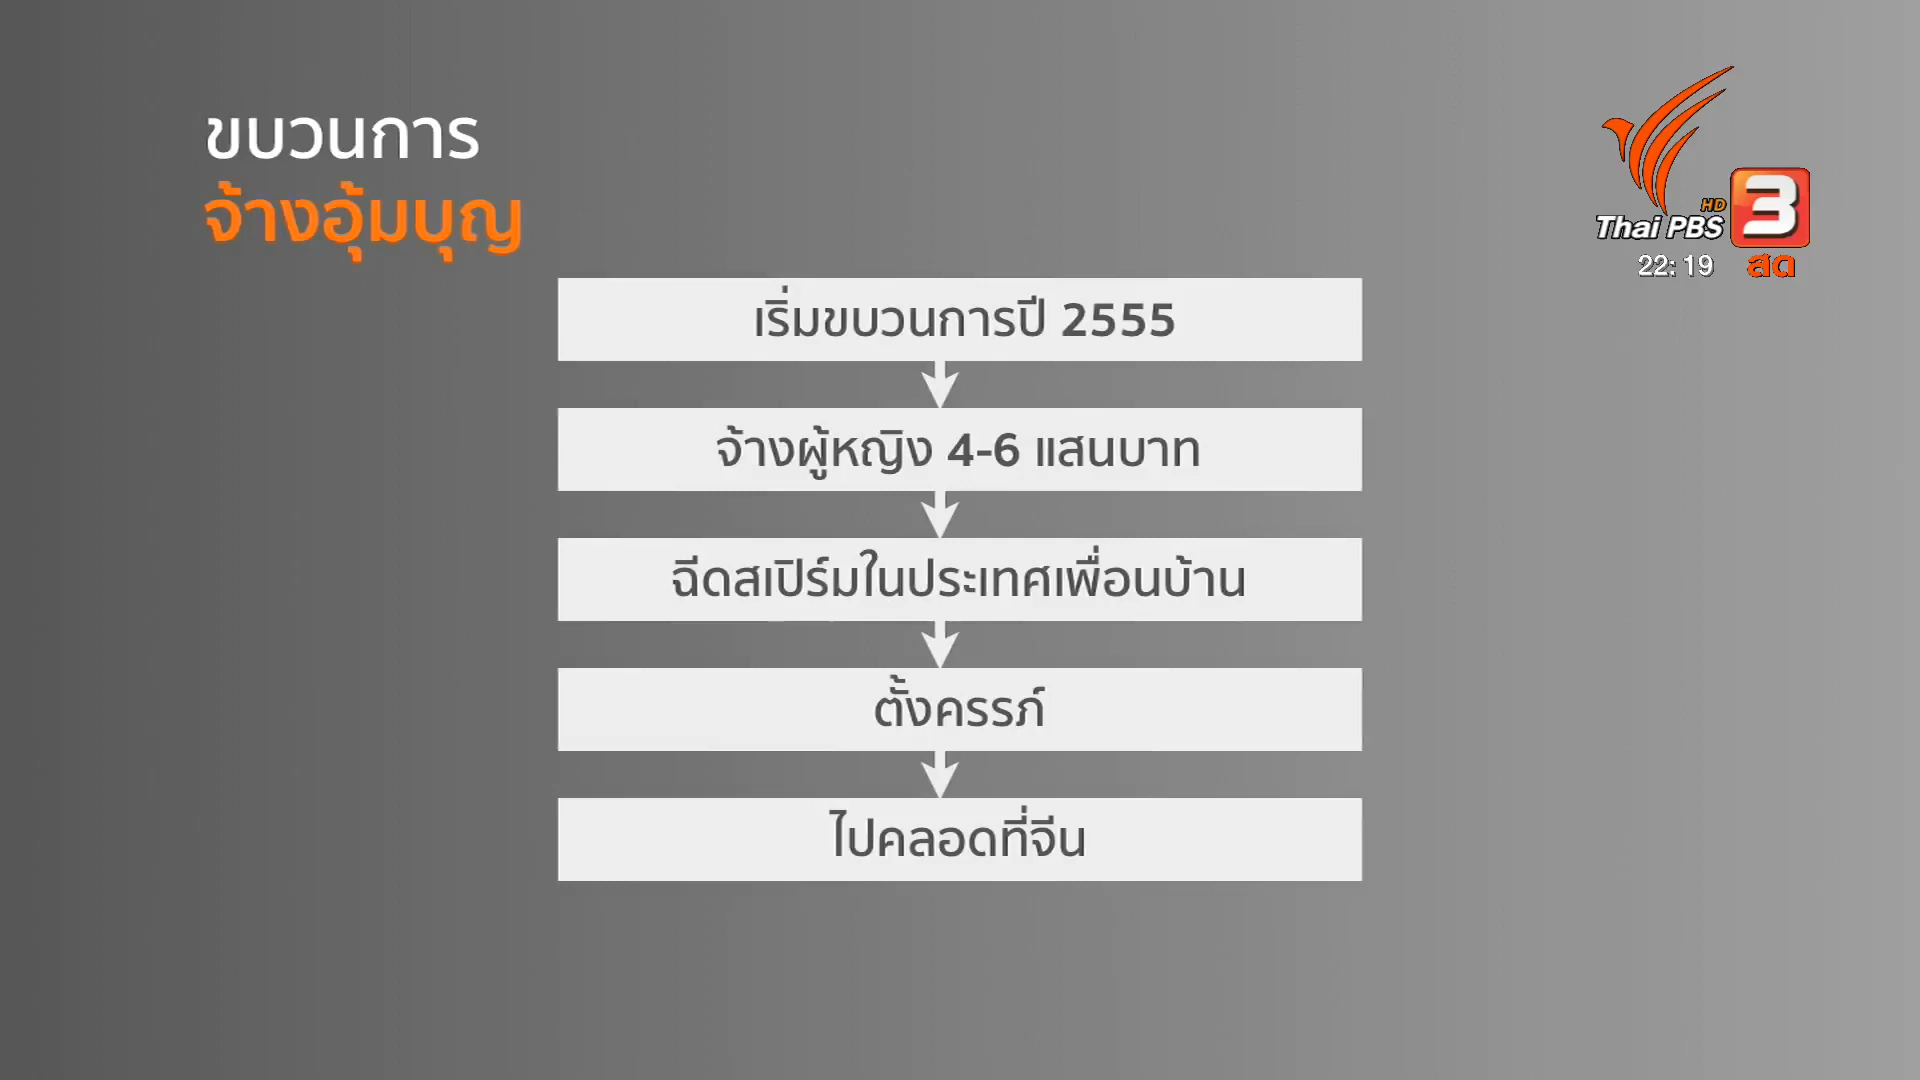 ขบวนการ
จ้างอุ้มบุญ
HD
Thai PBS 3
22:19 สด
เริ่มขบวนการปี 2555
จ้างผู้หญิง 4-6 แสนบาท
ฉีดสเปิร์มในประเทศเพื่อนบ้าน
ตั้งครรภ์
ไปคลอดที่จีน